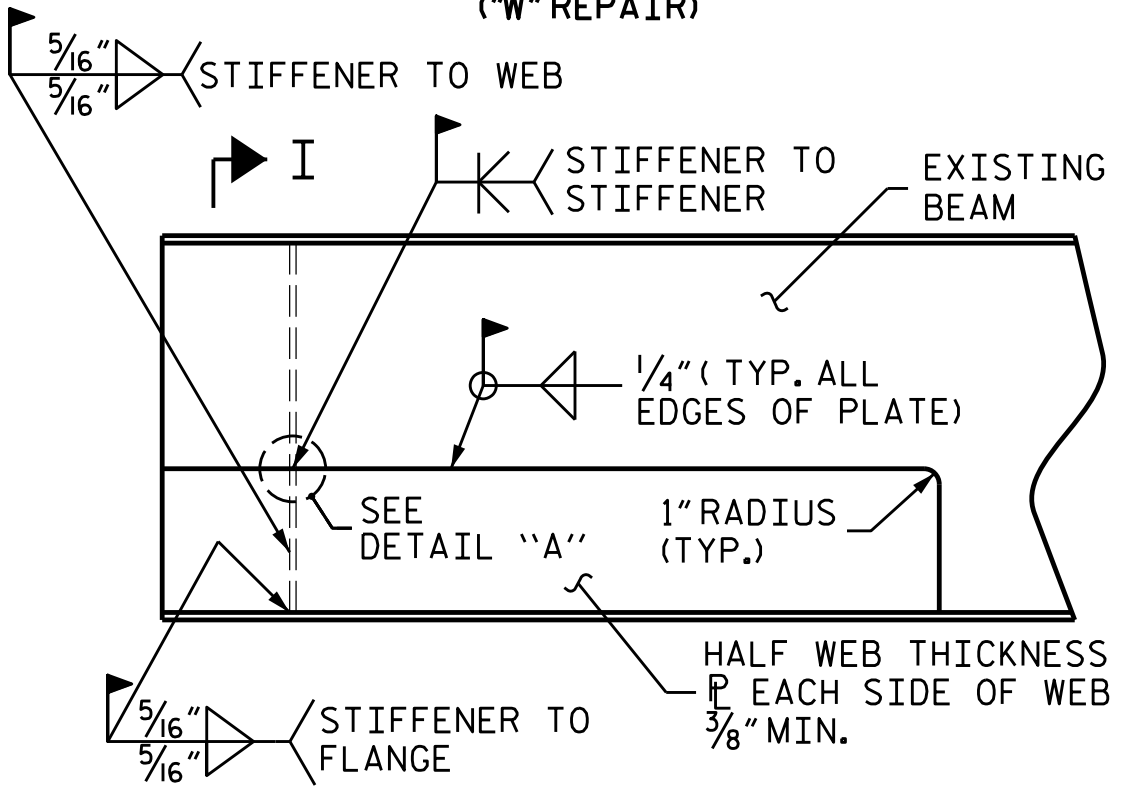 ("W" REPAIR)
5/16"
5/16"
STIFFENER TO WEB
I
STIFFENER TO
STIFFENER
EXISTING
BEAM
1/4" ( TYP. ALL
EDGES OF PLATE)
SEE
DETAIL "A"
1" RADIUS
(TYP.)
HALF WEB THICKNESS
PL EACH SIDE OF WEB
3/8" MIN.
5/16"
5/16"
STIFFENER TO
FLANGE